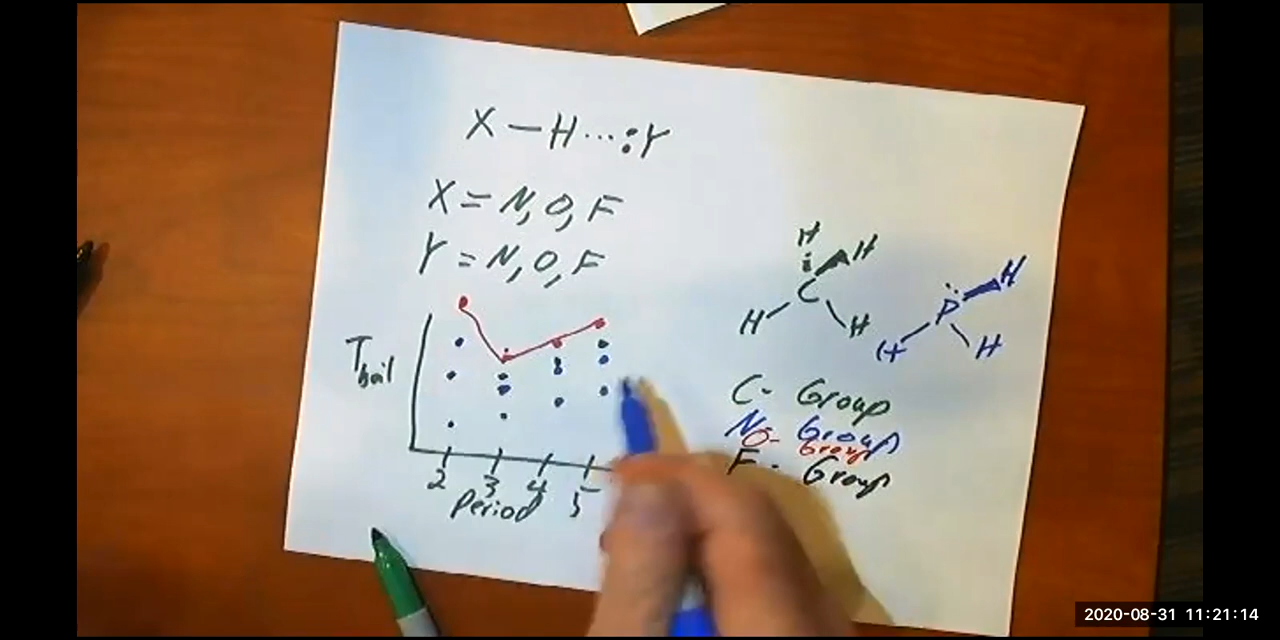 X—H···:Y
X=N,O,F
Y=N,O,F
T boil
2 3 4 5
Period
H
H
C
H
H
P
H
H
C- Group
N- Group
O- Group
F- Group
2020-08-31 11:21:14